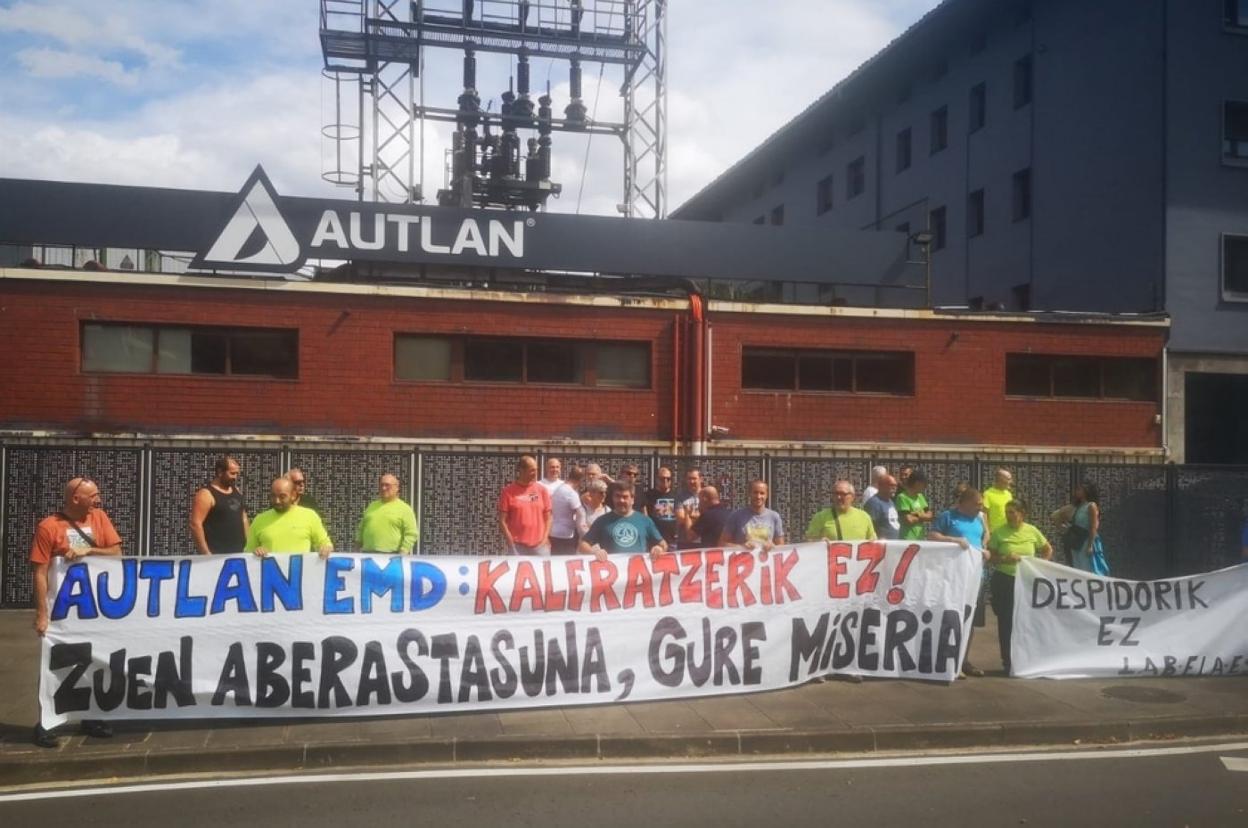 AUTLAN®
AUTLAN EMD: KALERATZERIK EZ!
ZUEN ABERASTASUNA, GURE MISERIA
DESPIDORIK
EZ